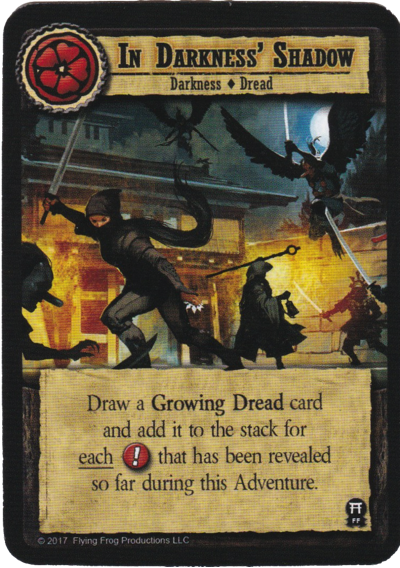 IN DARKNESS' SHADOW
Darkness ♦ Dread
Draw a Growing Dread card
and add it to the stack for
each ! that has been revealed
so far during this Adventure.
FF
© 2017 Flying Frog Productions LLC